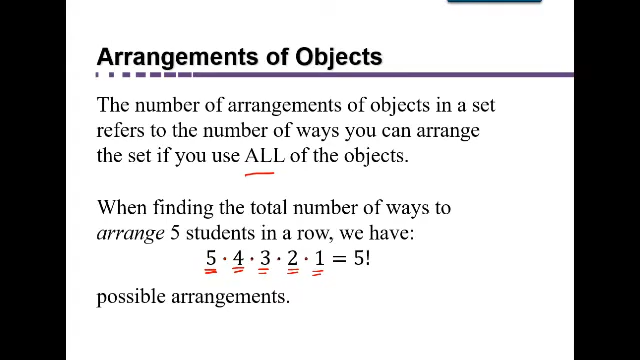 Arrangements of Objects
The number of arrangements of objects in a set
refers to the number of ways you can arrange
the set if you use ALL of the objects.
When finding the total number of ways to
arrange 5 students in a row, we have:
5 · 4 · 3 · 2 · 1 = 5!
possible arrangements.